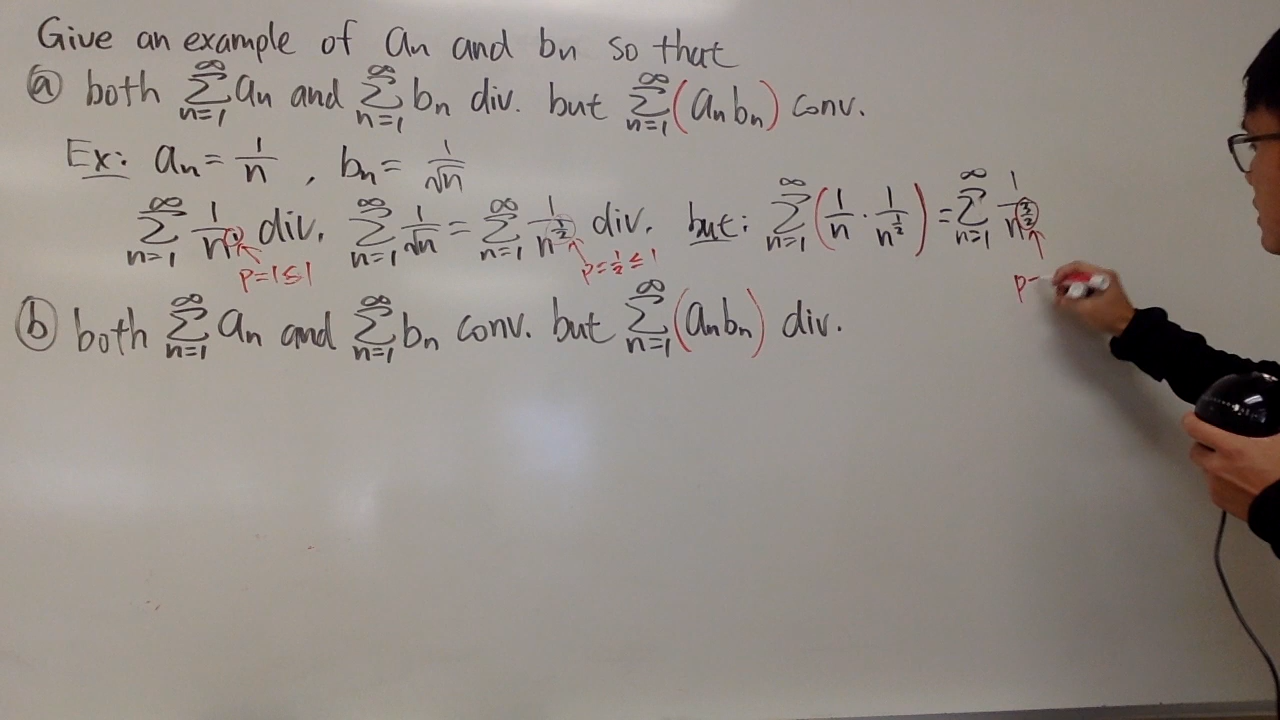 Give an example of an and bn so that
ⓐ both ∑_{n=1}^{∞} an and ∑_{n=1}^{∞} bn div. but ∑_{n=1}^{∞} (an bn) conv.
Ex: an = 1/n , bn = 1/√n
∑_{n=1}^{∞} 1/n^1 div. ∑_{n=1}^{∞} 1/√n = ∑_{n=1}^{∞} 1/n^{1/2} div. but: ∑_{n=1}^{∞} (1/n · 1/n^{1/2}) = ∑_{n=1}^{∞} 1/n^{3/2}
p=1≤1 p=1/2≤1 p=
ⓑ both ∑_{n=1}^{∞} an and ∑_{n=1}^{∞} bn conv. but ∑_{n=1}^{∞} (an bn) div.